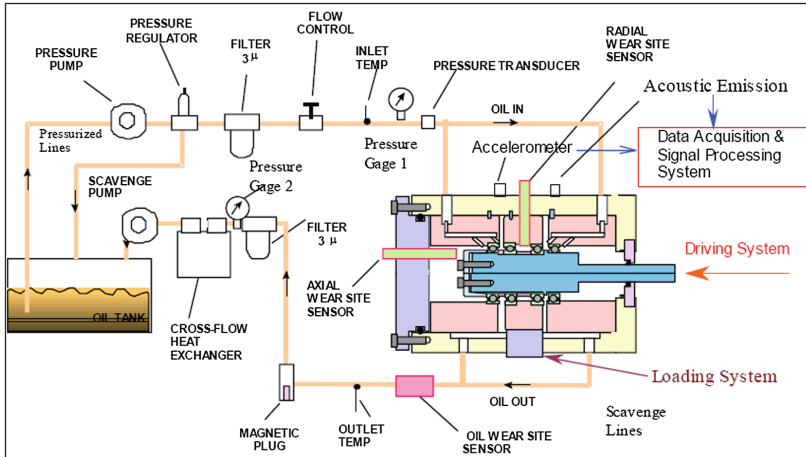 PRESSURE
REGULATOR
FLOW
CONTROL
RADIAL
WEAR SITE
SENSOR
PRESSURE
PUMP
FILTER
3 μ
INLET
TEMP
PRESSURE TRANSDUCER
Acoustic Emission
OIL IN
Pressurized
Lines
Pressure
Gage 1
Accelerometer
Data Acquisition &
Signal Processing
System
SCAVENGE
PUMP
Pressure
Gage 2
FILTER
3 μ
Driving System
AXIAL
WEAR SITE
SENSOR
OIL TANK
CROSS-FLOW
HEAT
EXCHANGER
Loading System
OIL OUT
Scavenge
Lines
MAGNETIC
PLUG
OUTLET
TEMP
OIL WEAR SITE
SENSOR